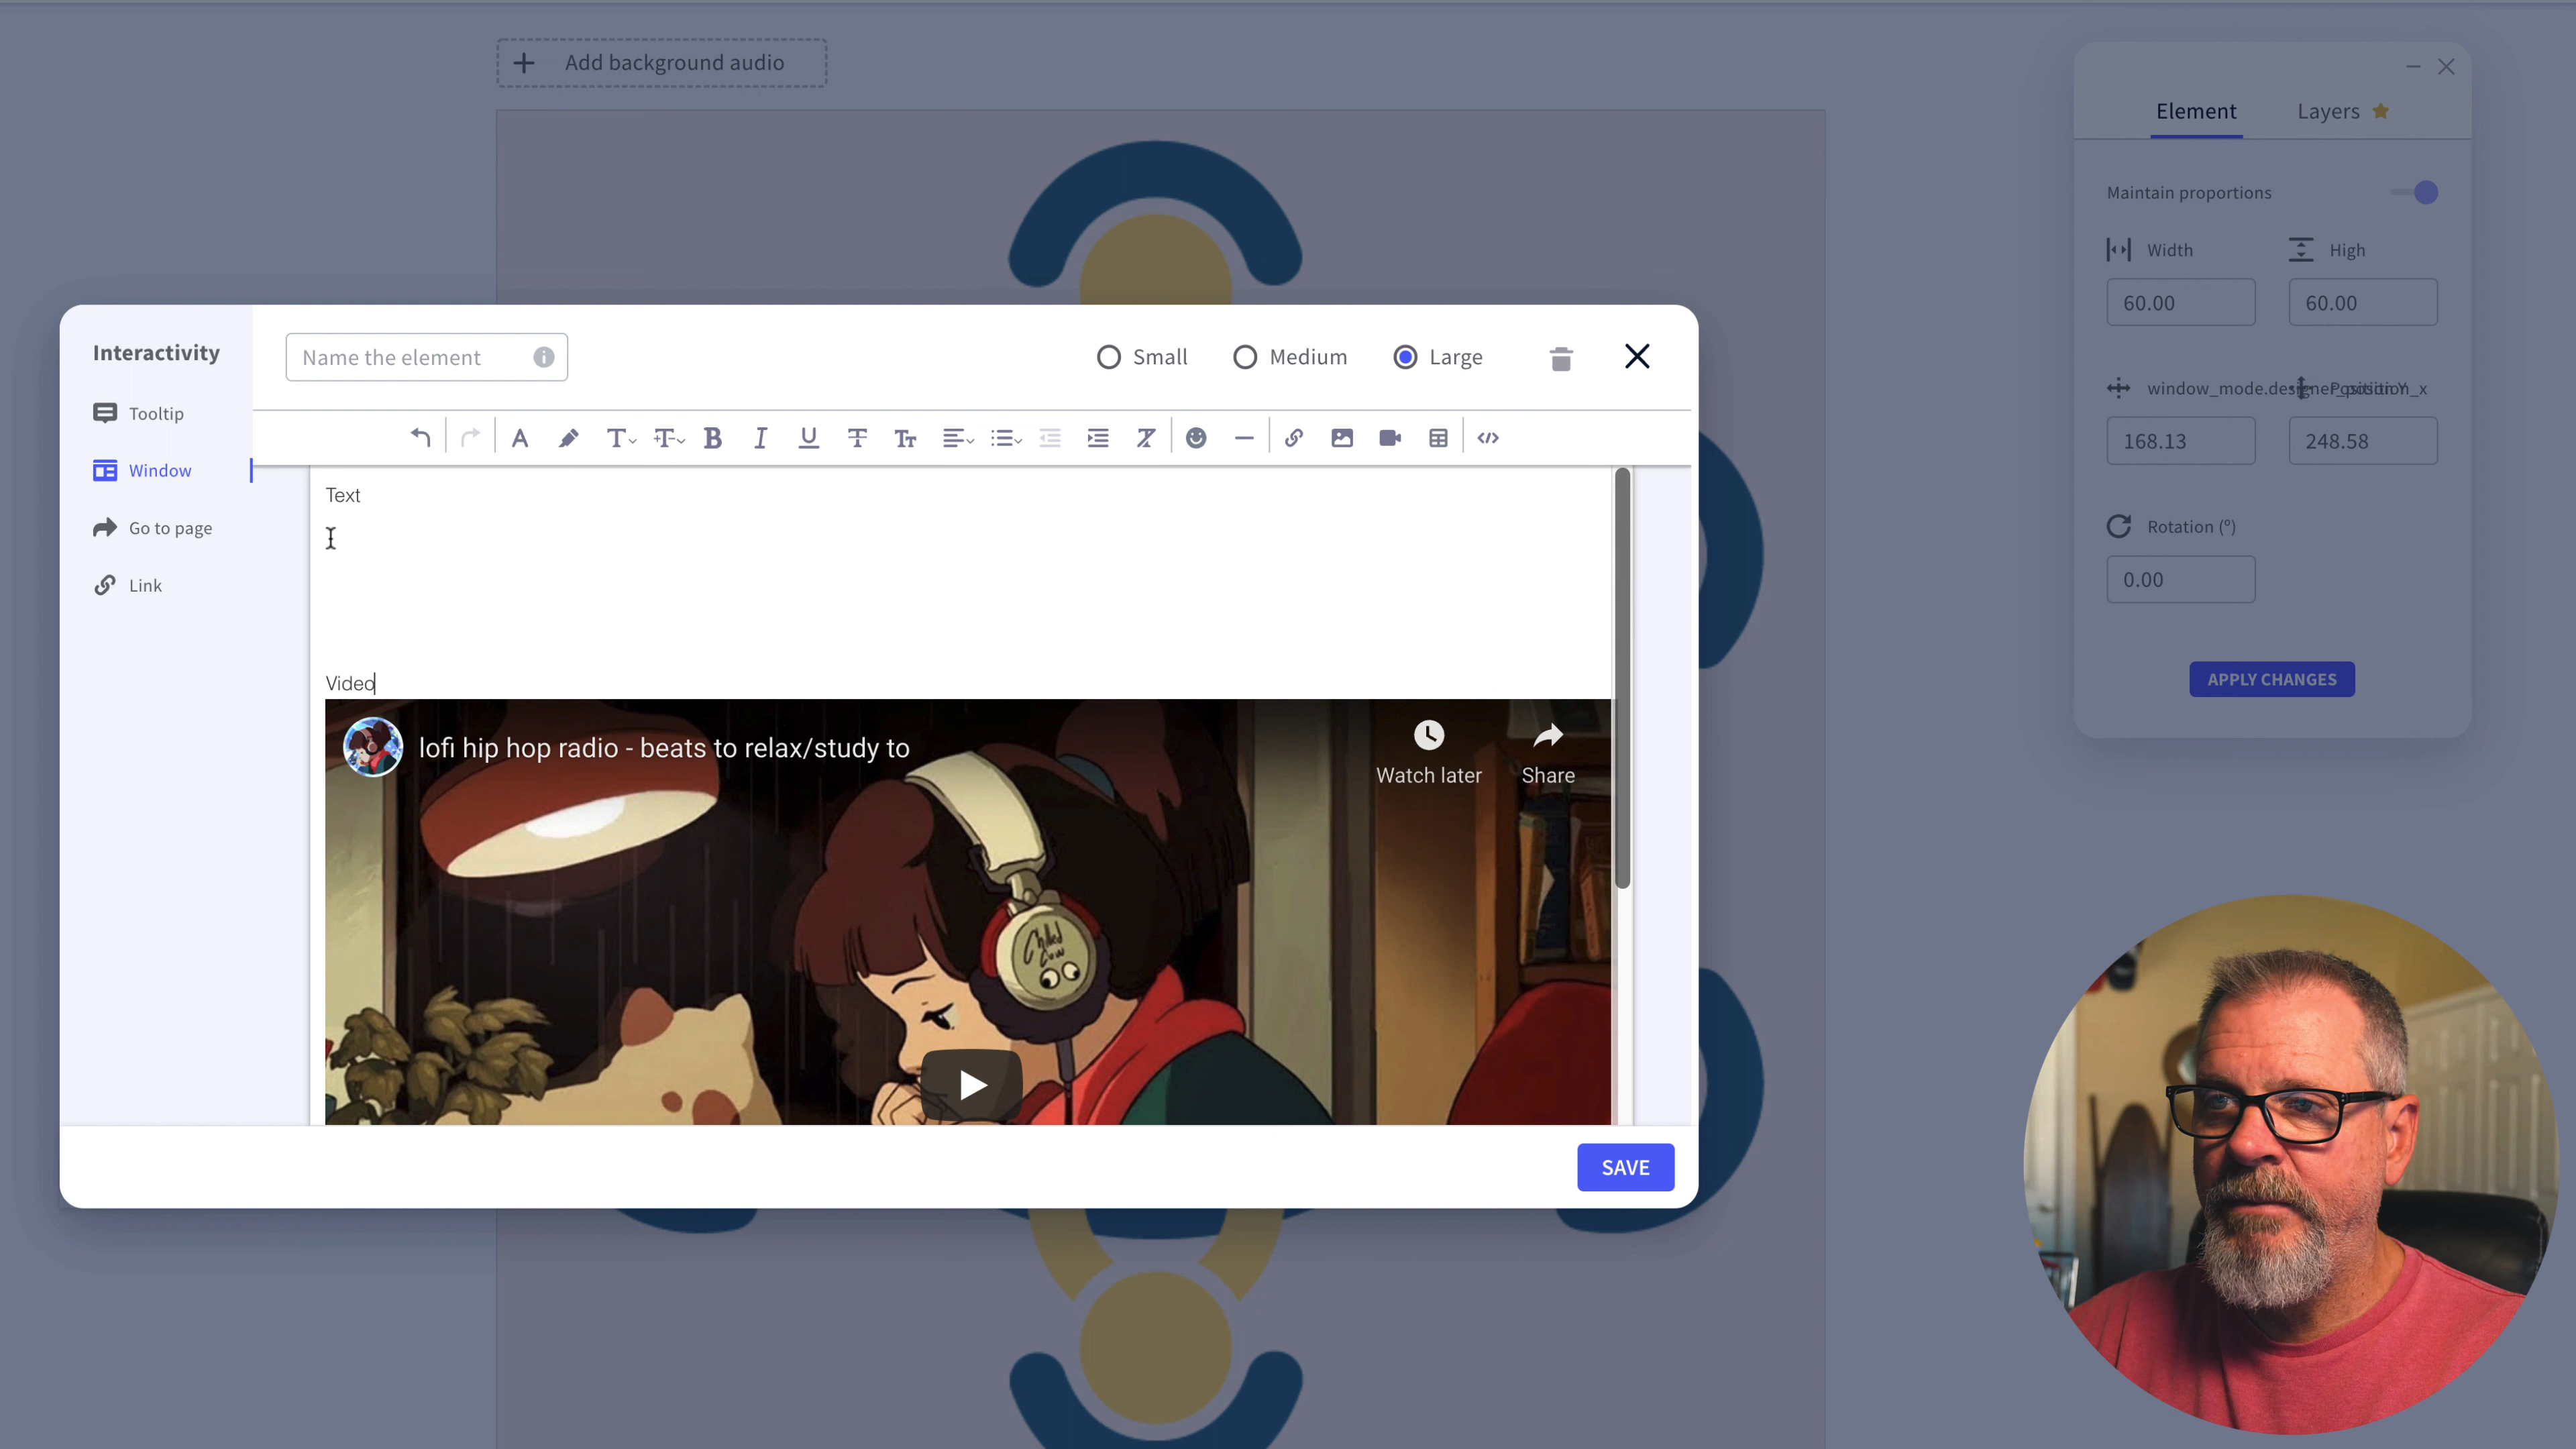 Add background audio
Element
Layers
Maintain proportions
Width
High
60.00
60.00
168.13
248.58
Rotation (º)
0.00
APPLY CHANGES
Interactivity
Tooltip
Window
Go to page
Link
Name the element
Small
Medium
Large
Text
Video
lofi hip hop radio - beats to relax/study to
Watch later
Share
Chilled
Cow
SAVE